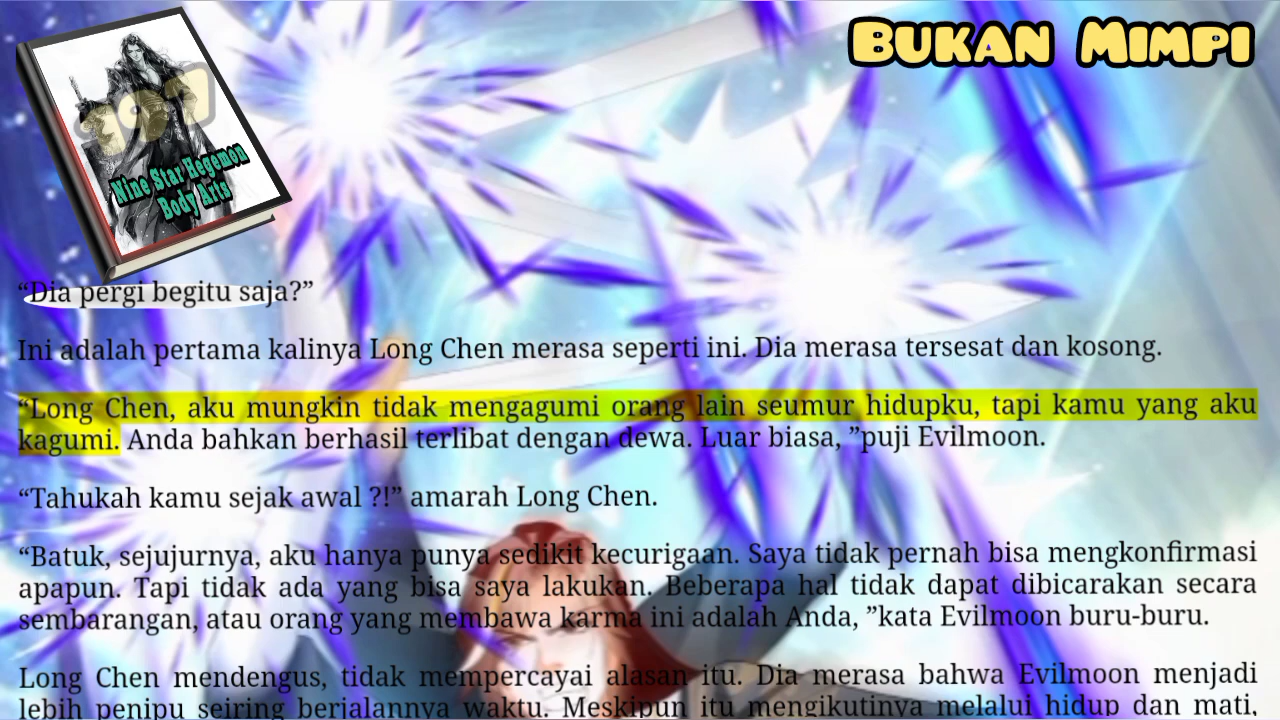 BUKAN MIMPI
197
Nine Star Hegemon
Body Arts
“Dia pergi begitu saja?”
Ini adalah pertama kalinya Long Chen merasa seperti ini. Dia merasa tersesat dan kosong.
“Long Chen, aku mungkin tidak mengagumi orang lain seumur hidupku, tapi kamu yang aku
kagumi. Anda bahkan berhasil terlibat dengan dewa. Luar biasa, ”puji Evilmoon.
“Tahukah kamu sejak awal ?!” amarah Long Chen.
“Batuk, sejujurnya, aku hanya punya sedikit kecurigaan. Saya tidak pernah bisa mengkonfirmasi
apapun. Tapi tidak ada yang bisa saya lakukan. Beberapa hal tidak dapat dibicarakan secara
sembarangan, atau orang yang membawa karma ini adalah Anda, ”kata Evilmoon buru-buru.
Long Chen mendengus, tidak mempercayai alasan itu. Dia merasa bahwa Evilmoon menjadi
lebih penipu seiring berjalannya waktu. Meskipun itu mengikutinya melalui hidup dan mati,